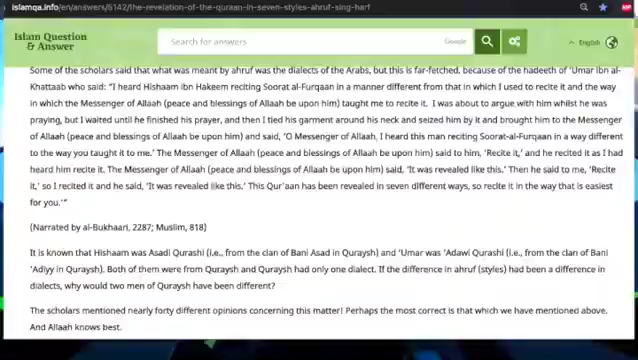 islamqa.info/en/answers/5142/the-revelation-of-the-quraan-in-seven-styles-ahruf-sing-harf
Islam Question
& Answer
Search for answers
Google
English
Some of the scholars said that what was meant by ahruf was the dialects of the Arabs, but this is far-fetched, because of the hadeeth of 'Umar ibn al-
Khattaab who said: "I heard Hishaam ibn Hakeem reciting Soorat al-Furqaan in a manner different from that in which I used to recite it and the way
in which the Messenger of Allaah (peace and blessings of Allaah be upon him) taught me to recite it. I was about to argue with him whilst he was
praying, but I waited until he finished his prayer, and then I tied his garment around his neck and seized him by it and brought him to the Messenger
of Allaah (peace and blessings of Allaah be upon him) and said, 'O Messenger of Allaah, I heard this man reciting Soorat-al-Furqaan in a way different
to the way you taught it to me.' The Messenger of Allaah (peace and blessings of Allaah be upon him) said to him, 'Recite it,' and he recited it as I had
heard him recite it. The Messenger of Allaah (peace and blessings of Allaah be upon him) said, 'It was revealed like this.' Then he said to me, 'Recite
it,' so I recited it and he said, 'It was revealed like this.' This Qur'aan has been revealed in seven different ways, so recite it in the way that is easiest
for you.'"
(Narrated by al-Bukhaari, 2287; Muslim, 818)
It is known that Hishaam was Asadi Qurashi (i.e., from the clan of Bani Asad in Quraysh) and 'Umar was 'Adawi Qurashi (i.e., from the clan of Bani
'Adiyy in Quraysh). Both of them were from Quraysh and Quraysh had only one dialect. If the difference in ahruf (styles) had been a difference in
dialects, why would two men of Quraysh have been different?
The scholars mentioned nearly forty different opinions concerning this matter! Perhaps the most correct is that which we have mentioned above.
And Allaah knows best.